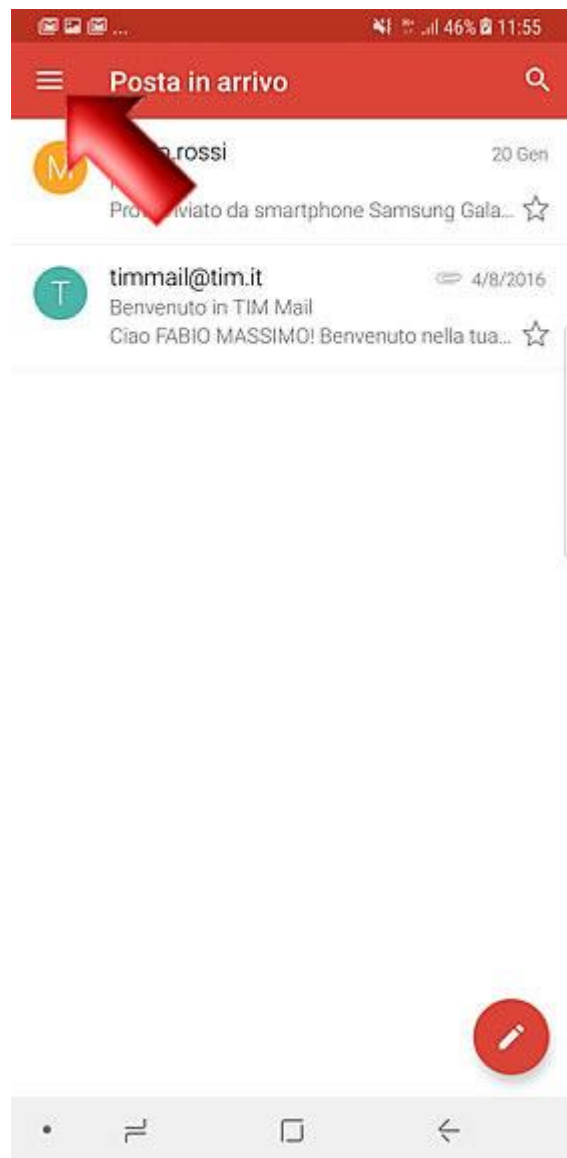 ... 46% 11:55
Posta in arrivo
M .rossi 20 Gen
da smartphone Samsung Gala...
T timmail@tim.it 4/8/2016
Benvenuto in TIM Mail
Ciao FABIO MASSIMO! Benvenuto nella tua...